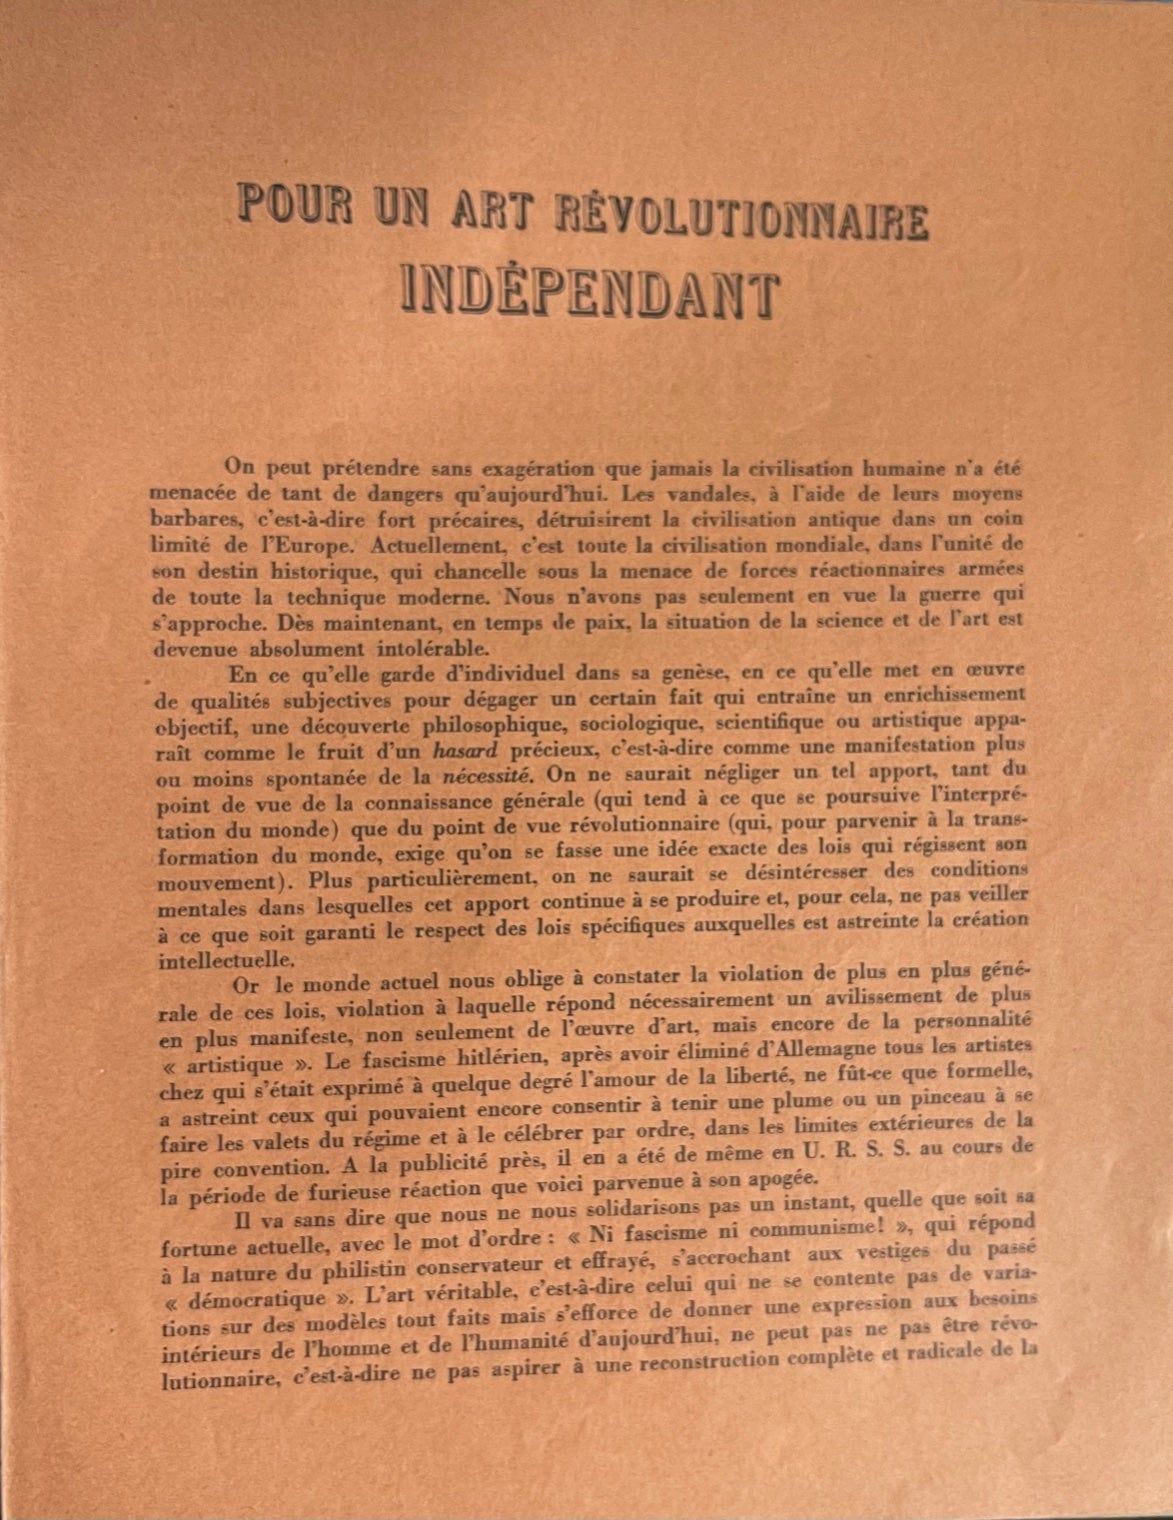 POUR UN ART RÉVOLUTIONNAIRE
INDÉPENDANT
On peut prétendre sans exagération que jamais la civilisation humaine n'a été
menacée de tant de dangers qu'aujourd'hui. Les vandales, à l'aide de leurs moyens
barbares, c'est-à-dire fort précaires, détruisirent la civilisation antique dans un coin
limité de l'Europe. Actuellement, c'est toute la civilisation mondiale, dans l'unité de
son destin historique, qui chancelle sous la menace de forces réactionnaires armées
de toute la technique moderne. Nous n'avons pas seulement en vue la guerre qui
s'approche. Dès maintenant, en temps de paix, la situation de la science et de l'art est
devenue absolument intolérable.
En ce qu'elle garde d'individuel dans sa genèse, en ce qu'elle met en œuvre
de qualités subjectives pour dégager un certain fait qui entraîne un enrichissement
objectif, une découverte philosophique, sociologique, scientifique ou artistique appa-
raît comme le fruit d'un hasard précieux, c'est-à-dire comme une manifestation plus
ou moins spontanée de la nécessité. On ne saurait négliger un tel apport, tant du
point de vue de la connaissance générale (qui tend à ce que se poursuive l'interpré-
tation du monde) que du point de vue révolutionnaire (qui, pour parvenir à la trans-
formation du monde, exige qu'on se fasse une idée exacte des lois qui régissent son
mouvement). Plus particulièrement, on ne saurait se désintéresser des conditions
mentales dans lesquelles cet apport continue à se produire et, pour cela, ne pas veiller
à ce que soit garanti le respect des lois spécifiques auxquelles est astreinte la création
intellectuelle.
Or le monde actuel nous oblige à constater la violation de plus en plus géné-
rale de ces lois, violation à laquelle répond nécessairement un avilissement de plus
en plus manifeste, non seulement de l'œuvre d'art, mais encore de la personnalité
« artistique ». Le fascisme hitlérien, après avoir éliminé d'Allemagne tous les artistes
chez qui s'était exprimé à quelque degré l'amour de la liberté, ne fût-ce que formelle,
a astreint ceux qui pouvaient encore consentir à tenir une plume ou un pinceau à se
faire les valets du régime et à le célébrer par ordre, dans les limites extérieures de la
pire convention. A la publicité près, il en a été de même en U. R. S. S. au cours de
la période de furieuse réaction que voici parvenue à son apogée.
Il va sans dire que nous ne nous solidarisons pas un instant, quelle que soit sa
fortune actuelle, avec le mot d'ordre : « Ni fascisme ni communisme! », qui répond
à la nature du philistin conservateur et effrayé, s'accrochant aux vestiges du passé
« démocratique ». L'art véritable, c'est-à-dire celui qui ne se contente pas de varia-
tions sur des modèles tout faits mais s'efforce de donner une expression aux besoins
intérieurs de l'homme et de l'humanité d'aujourd'hui, ne peut pas ne pas être révo-
lutionnaire, c'est-à-dire ne pas aspirer à une reconstruction complète et radicale de la